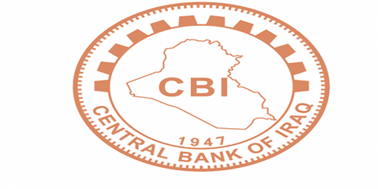 CBI
1947
CENTRAL BANK OF IRAQ